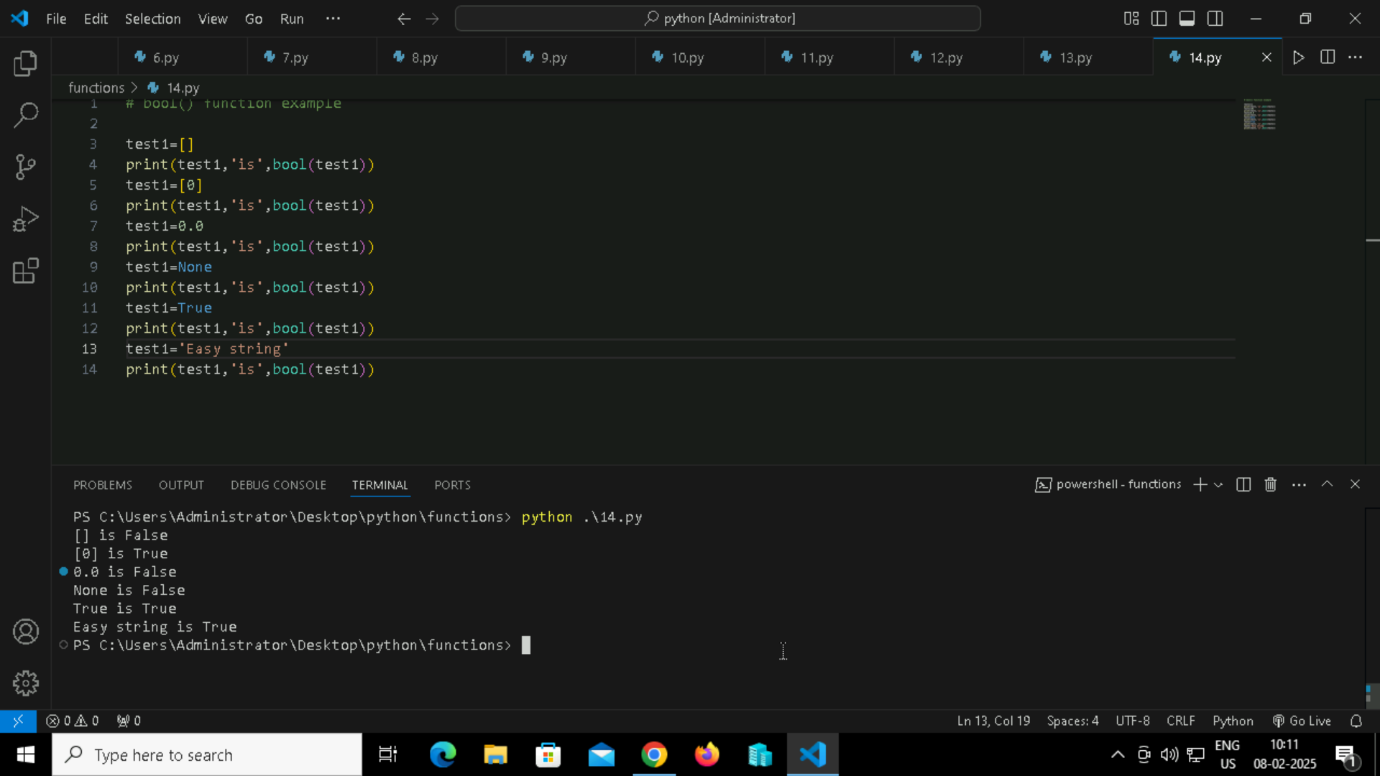 File Edit Selection View Go Run ··· python [Administrator]
6.py 7.py 8.py 9.py 10.py 11.py 12.py 13.py 14.py
functions > 14.py
1 # bool() function example
2
3 test1=[]
4 print(test1,'is',bool(test1))
5 test1=[0]
6 print(test1,'is',bool(test1))
7 test1=0.0
8 print(test1,'is',bool(test1))
9 test1=None
10 print(test1,'is',bool(test1))
11 test1=True
12 print(test1,'is',bool(test1))
13 test1='Easy string'
14 print(test1,'is',bool(test1))
PROBLEMS OUTPUT DEBUG CONSOLE TERMINAL PORTS powershell - functions
PS C:\Users\Administrator\Desktop\python\functions> python .\14.py
[] is False
[0] is True
0.0 is False
None is False
True is True
Easy string is True
PS C:\Users\Administrator\Desktop\python\functions>
0 0 0 Ln 13, Col 19 Spaces: 4 UTF-8 CRLF Python Go Live
Type here to search
ENG 10:11
US 08-02-2025 1